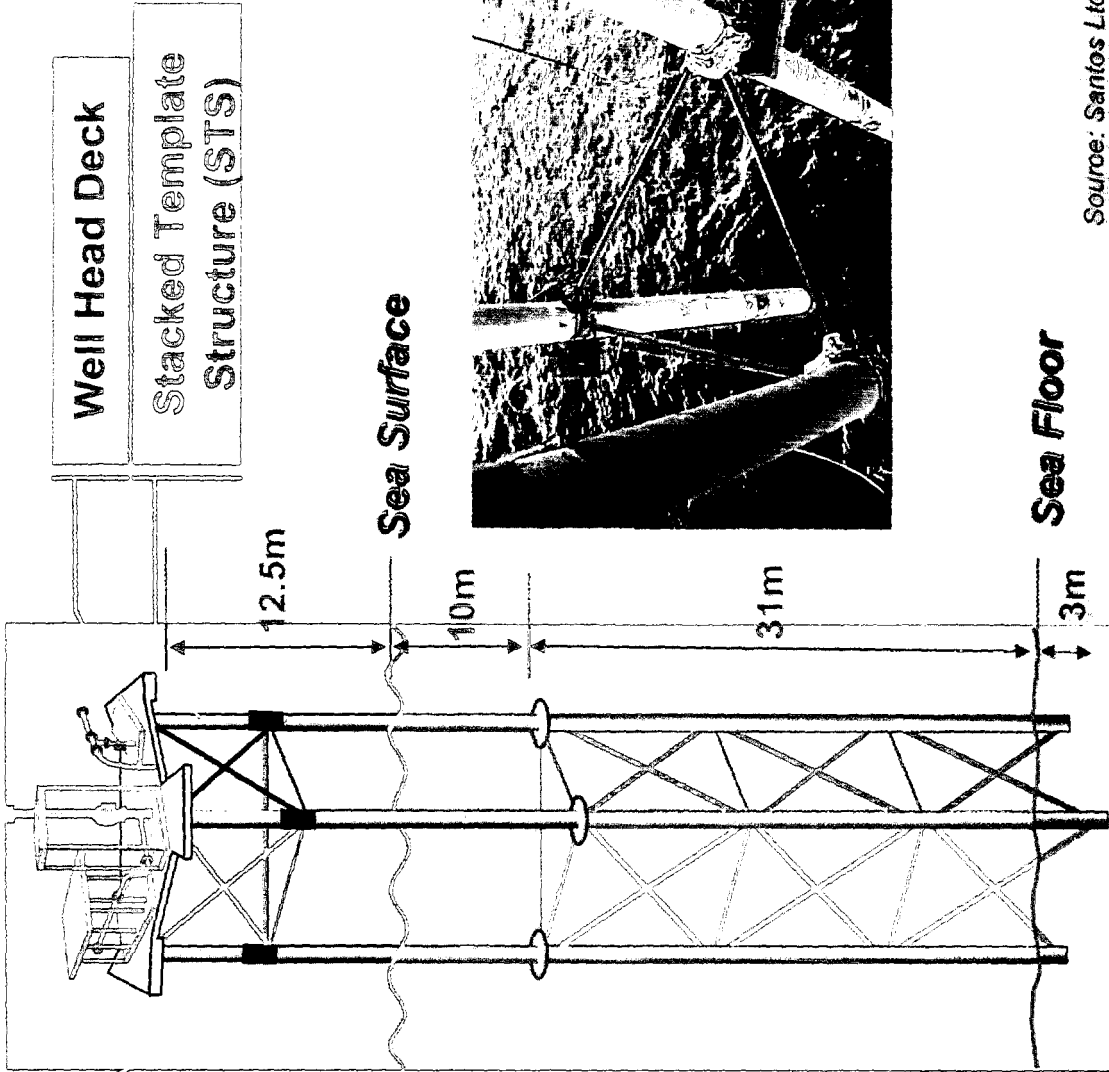 Well Head Deck
Stacked Template
Structure (STS)
12.5m
Sea Surface
10m
31m
Sea Floor
3m
Source: Santos Ltd